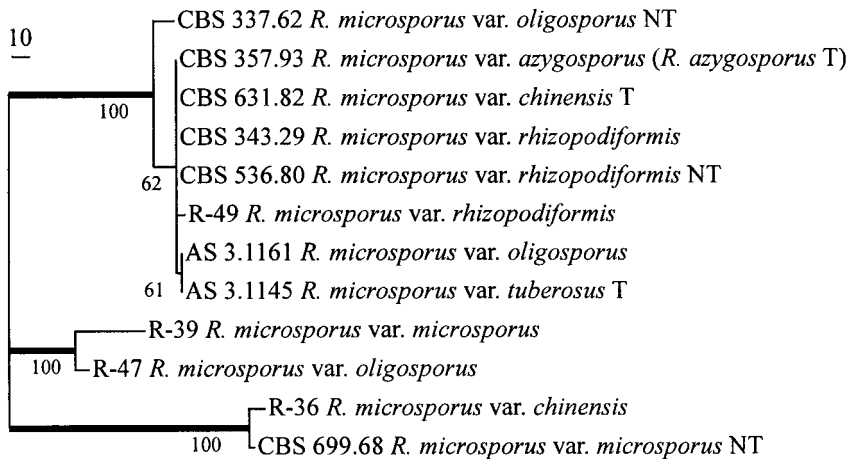 CBS 337.62 R. microsporus var. oligosporus NT
10
CBS 357.93 R. microsporus var. azygosporus (R. azygosporus T)
CBS 631.82 R. microsporus var. chinensis T
100
CBS 343.29 R. microsporus var. rhizopodiformis
CBS 536.80 R. microsporus var. rhizopodiformis NT
62
R-49 R. microsporus var. rhizopodiformis
AS 3.1161 R. microsporus var. oligosporus
61
AS 3.1145 R. microsporus var. tuberosus T
R-39 R. microsporus var. microsporus
100
R-47 R. microsporus var. oligosporus
R-36 R. microsporus var. chinensis
100
CBS 699.68 R. microsporus var. microsporus NT